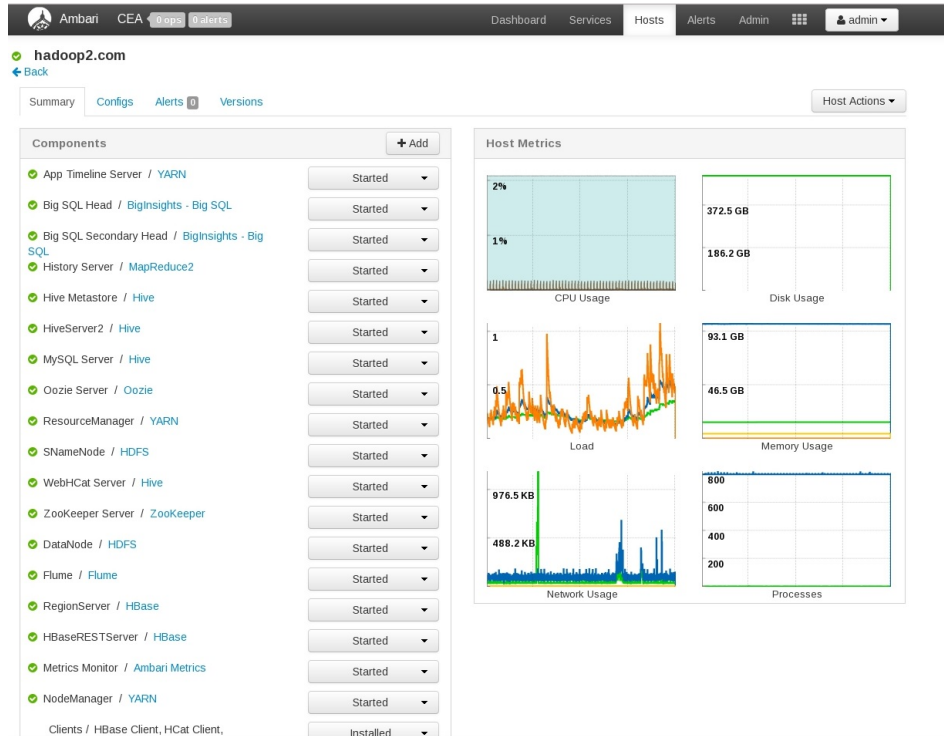 Ambari CEA 0 ops 0 alerts Dashboard Services Hosts Alerts Admin admin
hadoop2.com
Back
Summary Configs Alerts 0 Versions Host Actions
Components + Add
App Timeline Server / YARN Started
Big SQL Head / BigInsights - Big SQL Started
Big SQL Secondary Head / BigInsights - Big Started
SQL
History Server / MapReduce2 Started
Hive Metastore / Hive Started
HiveServer2 / Hive Started
MySQL Server / Hive Started
Oozie Server / Oozie Started
ResourceManager / YARN Started
SNameNode / HDFS Started
WebHCat Server / Hive Started
ZooKeeper Server / ZooKeeper Started
DataNode / HDFS Started
Flume / Flume Started
RegionServer / HBase Started
HBaseRESTServer / HBase Started
Metrics Monitor / Ambari Metrics Started
NodeManager / YARN Started
Clients / HBase Client, HCat Client, Installed
Host Metrics
2%
1%
CPU Usage
372.5 GB
186.2 GB
Disk Usage
1
0.5
Load
93.1 GB
46.5 GB
Memory Usage
976.5 KB
488.2 KB
Network Usage
800
600
400
200
Processes